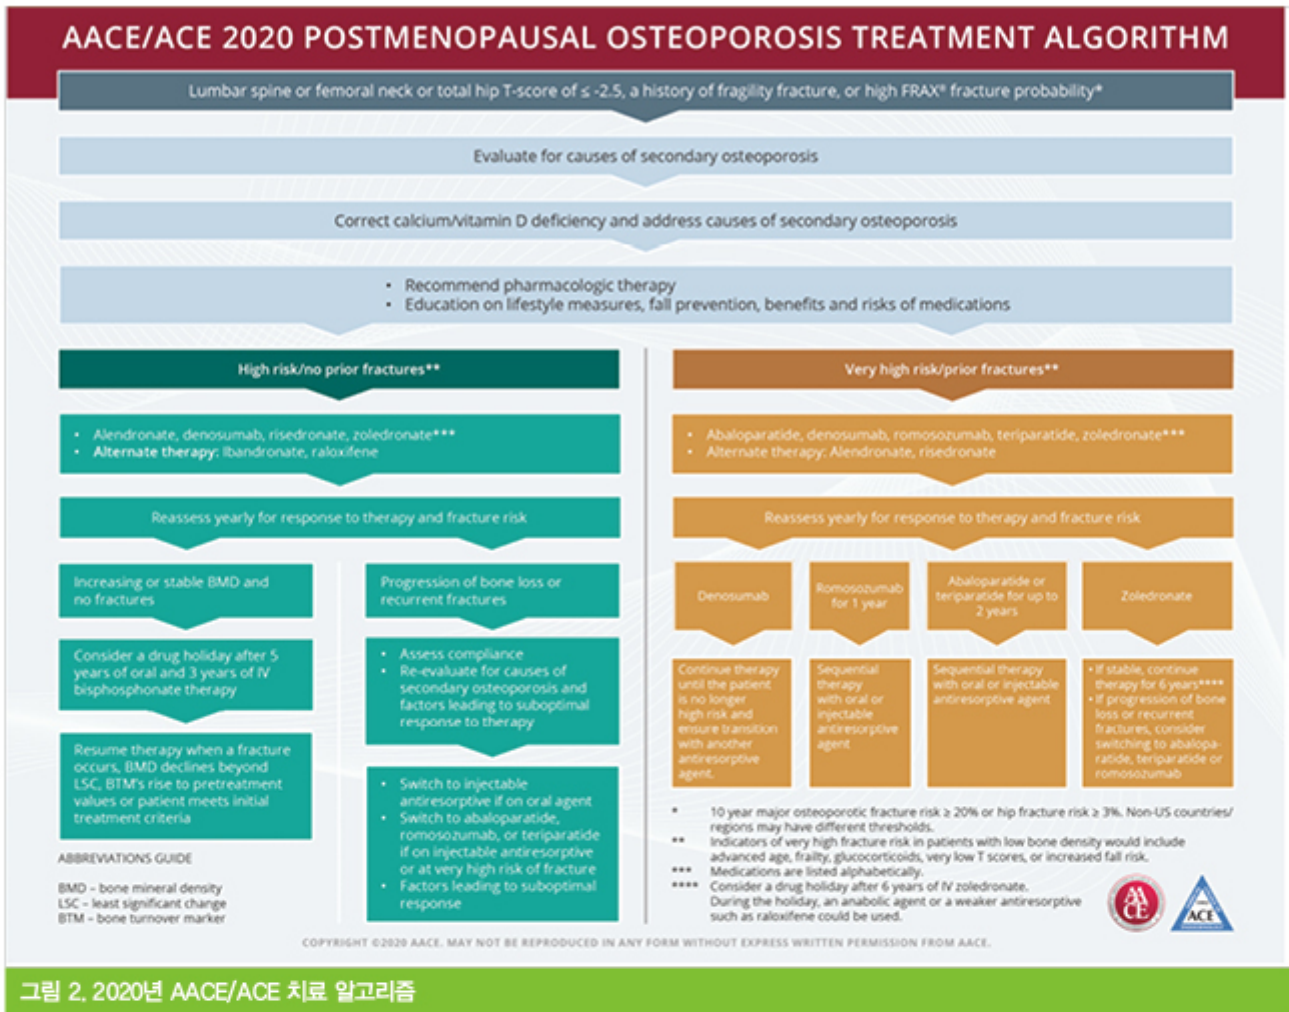 AACE/ACE 2020 POSTMENOPAUSAL OSTEOPOROSIS TREATMENT ALGORITHM
Lumbar spine or femoral neck or total hip T-score of ≤ -2.5, a history of fragility fracture, or high FRAX® fracture probability*
Evaluate for causes of secondary osteoporosis
Correct calcium/vitamin D deficiency and address causes of secondary osteoporosis
• Recommend pharmacologic therapy
• Education on lifestyle measures, fall prevention, benefits and risks of medications
High risk/no prior fractures**
• Alendronate, denosumab, risedronate, zoledronate***
• Alternate therapy: Ibandronate, raloxifene
Reassess yearly for response to therapy and fracture risk
Increasing or stable BMD and
no fractures
Consider a drug holiday after 5
years of oral and 3 years of IV
bisphosphonate therapy
Resume therapy when a fracture
occurs, BMD declines beyond
LSC, BTM's rise to pretreatment
values or patient meets initial
treatment criteria
Progression of bone loss or
recurrent fractures
• Assess compliance
• Re-evaluate for causes of
secondary osteoporosis and
factors leading to suboptimal
response to therapy
• Switch to injectable
antiresorptive if on oral agent
• Switch to abaloparatide,
romosozumab, or teriparatide
if on injectable antiresorptive
or at very high risk of fracture
• Factors leading to suboptimal
response
Very high risk/prior fractures**
• Abaloparatide, denosumab, romosozumab, teriparatide, zoledronate***
• Alternate therapy: Alendronate, risedronate
Reassess yearly for response to therapy and fracture risk
Denosumab
Continue therapy
until the patient
is no longer
high risk and
ensure transition
with another
antiresorptive
agent.
Romosozumab
for 1 year
Sequential
therapy
with oral or
injectable
antiresorptive
agent
Abaloparatide or
teriparatide for up to
2 years
Sequential therapy
with oral or injectable
antiresorptive agent
Zoledronate
• If stable, continue
therapy for 6 years****
• If progression of bone
loss or recurrent
fractures, consider
switching to abalopa-
ratide, teriparatide or
romosozumab
* 10 year major osteoporotic fracture risk ≥ 20% or hip fracture risk ≥ 3%. Non-US countries/
regions may have different thresholds.
** Indicators of very high fracture risk in patients with low bone density would include
advanced age, frailty, glucocorticoids, very low T scores, or increased fall risk.
*** Medications are listed alphabetically.
**** Consider a drug holiday after 6 years of IV zoledronate.
During the holiday, an anabolic agent or a weaker antiresorptive
such as raloxifene could be used.
ABBREVIATIONS GUIDE
BMD – bone mineral density
LSC – least significant change
BTM – bone turnover marker
AACE
ACE
COPYRIGHT ©2020 AACE. MAY NOT BE REPRODUCED IN ANY FORM WITHOUT EXPRESS WRITTEN PERMISSION FROM AACE.
그림 2. 2020년 AACE/ACE 치료 알고리즘